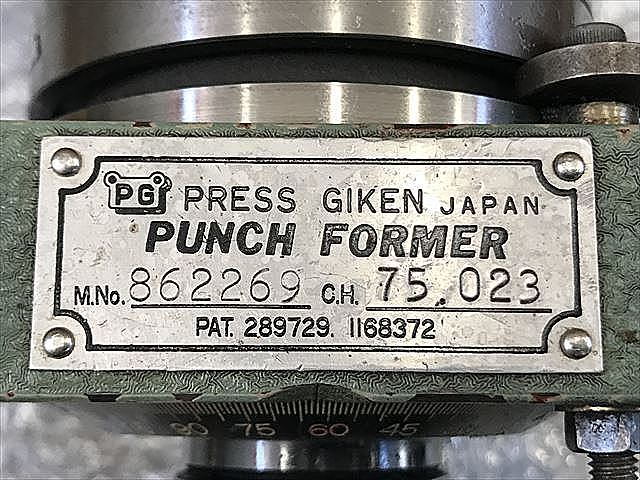 PG PRESS GIKEN JAPAN
PUNCH FORMER
M.No. 862269 C.H. 75.023
PAT. 289729. 1168372
90 75 60 45